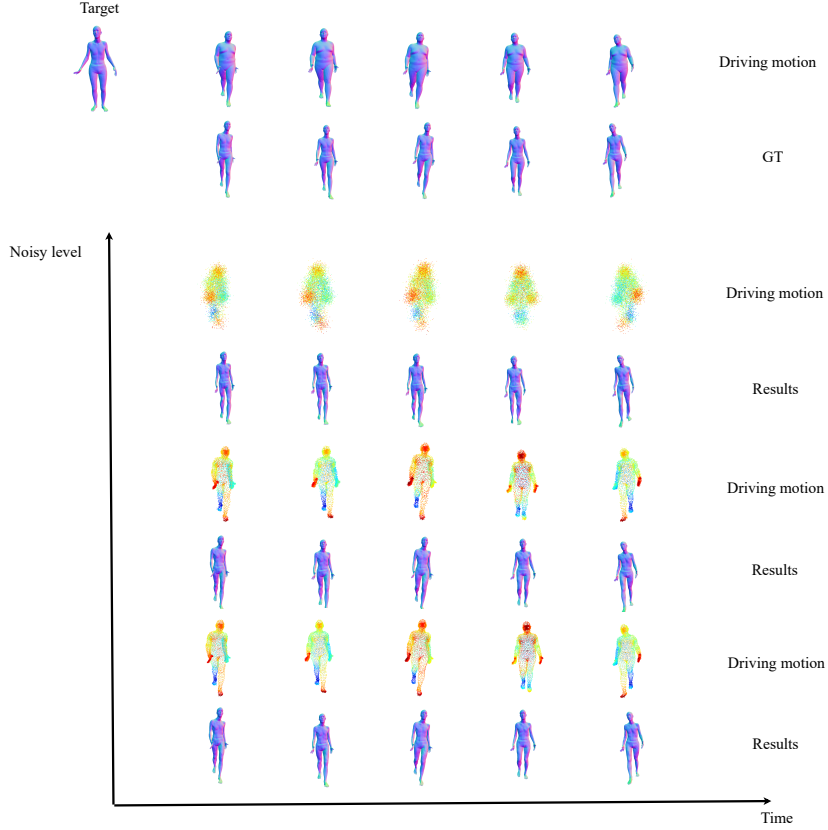 Target
Driving motion
GT
Noisy level
Driving motion
Results
Driving motion
Results
Driving motion
Results
Time